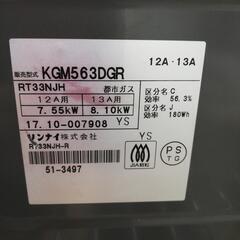 販売型式 KGM563DGR
12A・13A
RT33NJH 都市ガス
12A用 13A用
7.55kW 8.10kW
区分名 C
効率 56.3%
区分名 J
効率 180Wh
17.10-007908 YS
YS
リンナイ株式会社
RT33NJH-R
51-3497
JIA
PS
TG